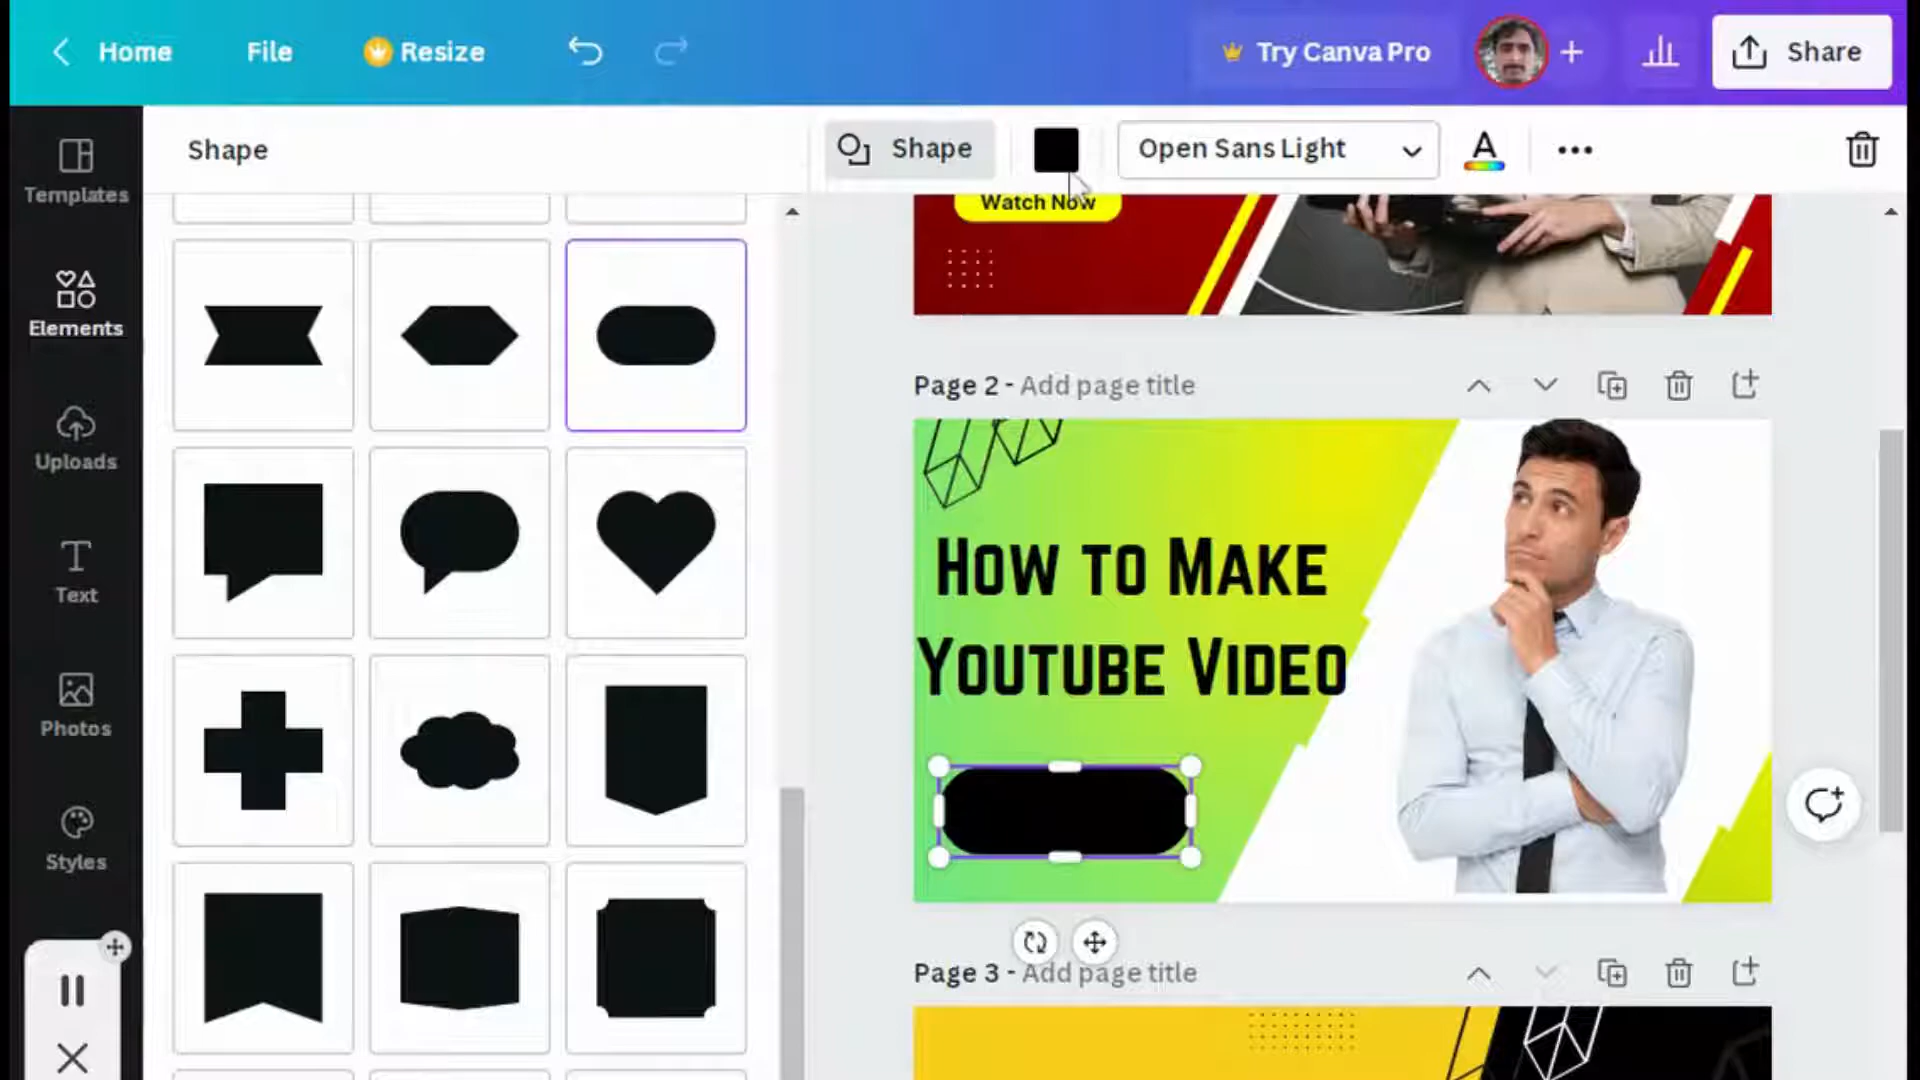 Home
File
Resize
Try Canva Pro
Share
Shape
Shape
Open Sans Light
A
Templates
Elements
Uploads
Text
Photos
Styles
Watch Now
Page 2 - Add page title
How to Make
Youtube Video
Page 3 - Add page title